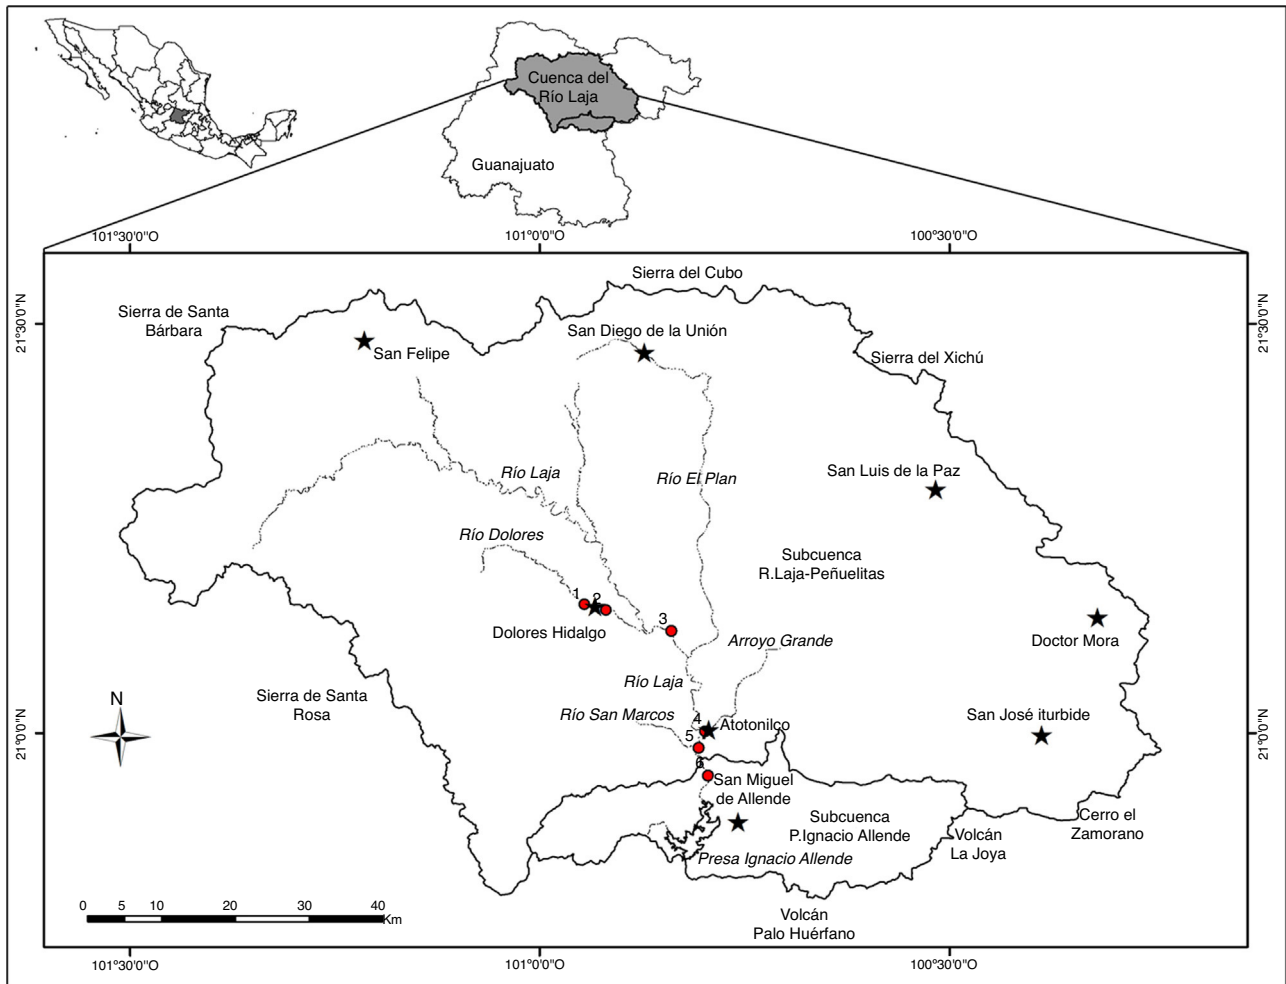 Cuenca del
Río Laja
Guanajuato
101°30'0"O
101°0'0"O
100°30'0"O
Sierra del Cubo
Sierra de Santa
Bárbara
21°30'0"N
21°30'0"N
San Diego de la Unión
San Felipe
Sierra del Xichú
Río Laja
Río El Plan
San Luis de la Paz
Río Dolores
Subcuenca
R.Laja-Peñuelitas
1
2
3
Dolores Hidalgo
Arroyo Grande
Doctor Mora
Río Laja
Sierra de Santa
Rosa
N
Río San Marcos
4
Atotonilco
San José iturbide
5
21°0'0"N
21°0'0"N
6
San Miguel
de Allende
Subcuenca
P.Ignacio Allende
Cerro el
Zamorano
Volcán
La Joya
Presa Ignacio Allende
0 5 10 20 30 40
Km
Volcán
Palo Huérfano
101°30'0"O
101°0'0"O
100°30'0"O